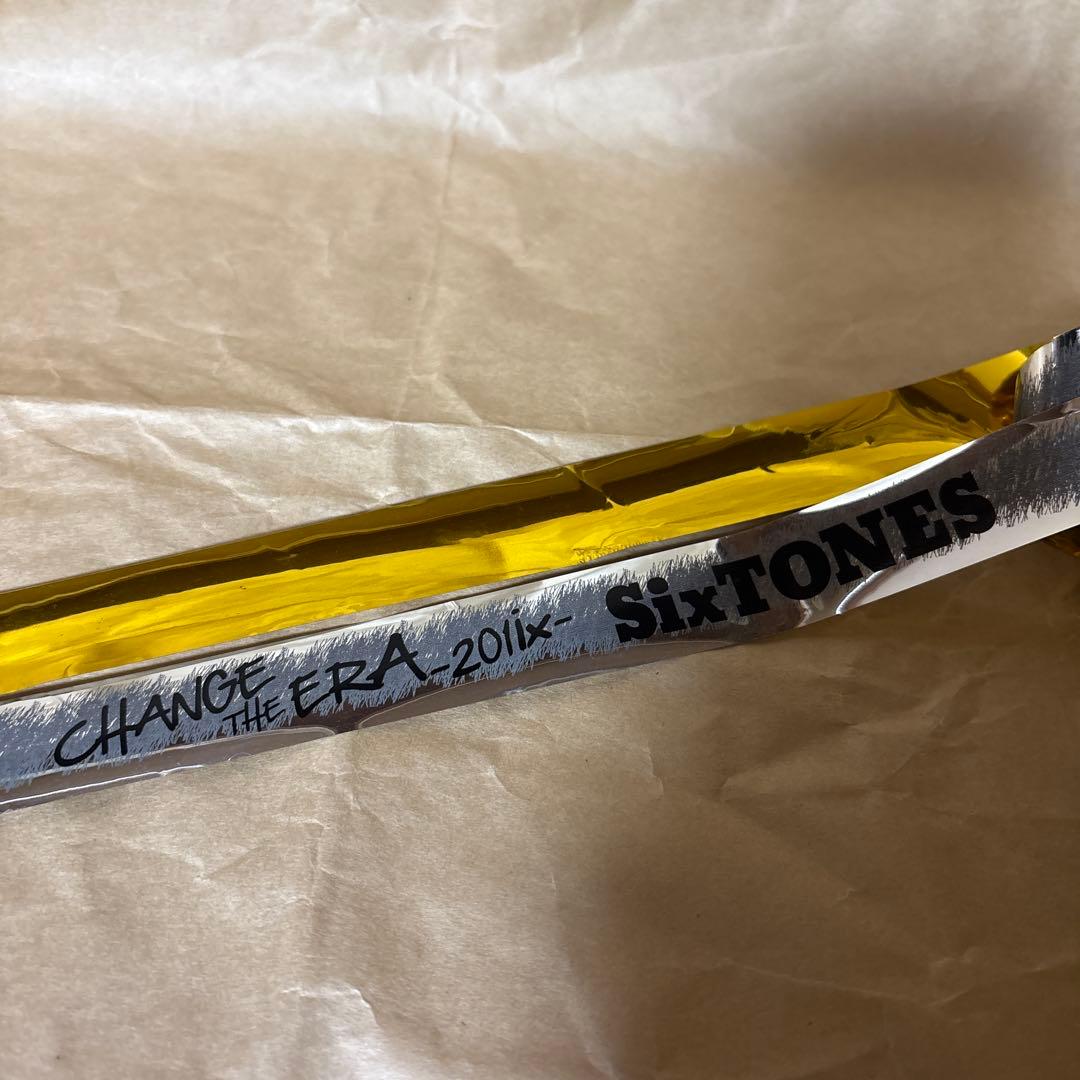 CHANGE
THE ERA -201ix-
SixTONES